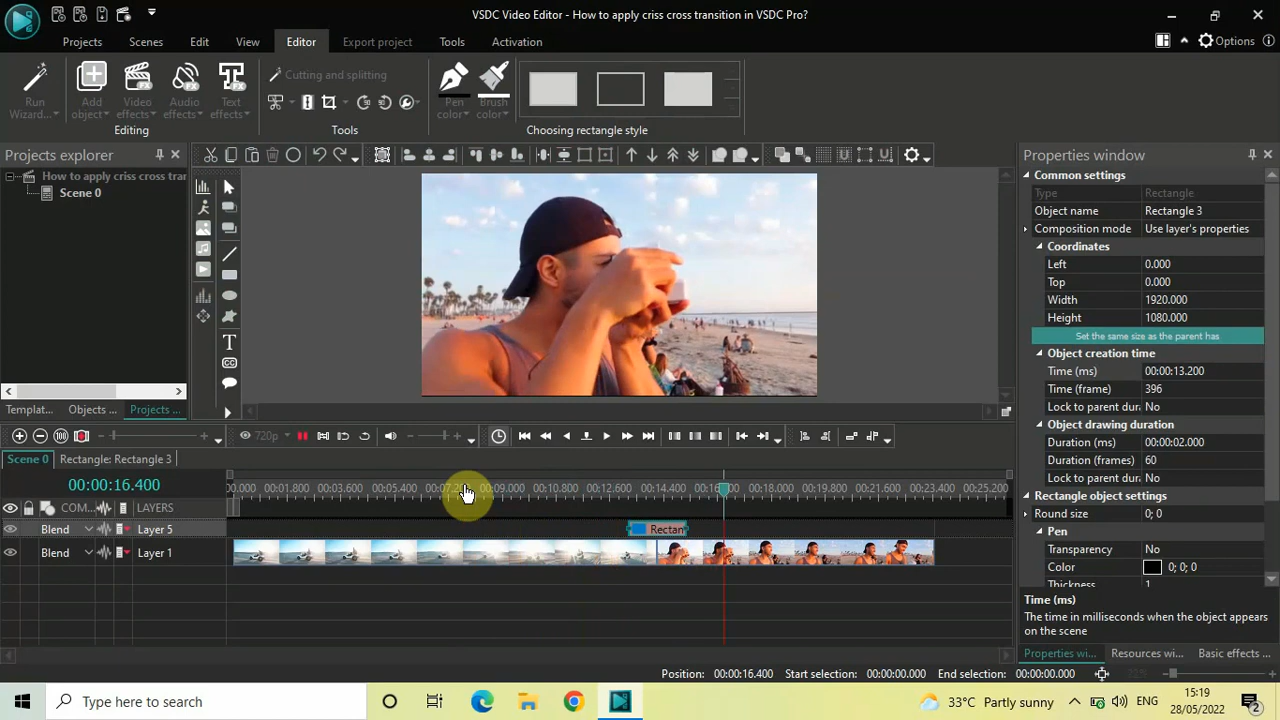 VSDC Video Editor - How to apply criss cross transition in VSDC Pro?
Projects Scenes Edit View Editor Export project Tools Activation Options
Run Wizard... Add object Video effects Audio effects Text effects
Editing
Cutting and splitting
Tools
Pen color Brush color
Choosing rectangle style
Projects explorer
How to apply criss cross tran
Scene 0
Templat... Objects ... Projects ...
Properties window
Common settings
Type Rectangle
Object name Rectangle 3
Composition mode Use layer's properties
Coordinates
Left 0.000
Top 0.000
Width 1920.000
Height 1080.000
Set the same size as the parent has
Object creation time
Time (ms) 00:00:13.200
Time (frame) 396
Lock to parent dura No
Object drawing duration
Duration (ms) 00:00:02.000
Duration (frames) 60
Lock to parent dura No
Rectangle object settings
Round size 0; 0
Pen
Transparency No
Color 0; 0; 0
Thickness 1
Time (ms)
The time in milliseconds when the object appears
on the scene
Properties wi... Resources wi... Basic effects ...
720p
Scene 0 Rectangle: Rectangle 3
00:00:16.400
00:01.800 00:03.600 00:05.400 00:09.000 00:10.800 00:12.600 00:14.400 00:18.000 00:19.800 00:21.600 00:23.400 00:25.200
COM... LAYERS
Blend Layer 5
Rectan
Blend Layer 1
Position: 00:00:16.400 Start selection: 00:00:00.000 End selection: 00:00:00.000
Type here to search
33°C Partly sunny
ENG
15:19
28/05/2022
2